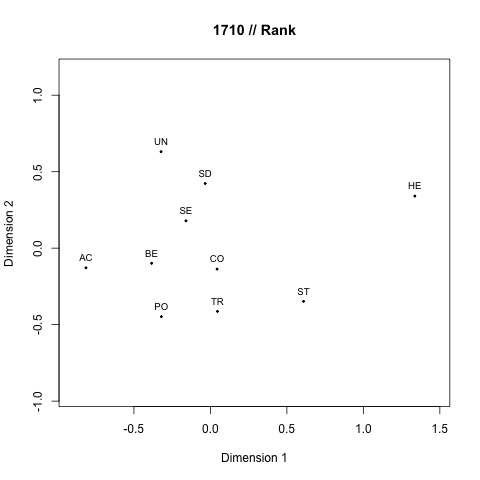 1710 // Rank
Dimension 2
1.0
0.5
0.0
-0.5
-1.0
UN
SD
HE
SE
BE
CO
AC
ST
TR
PO
-0.5
0.0
0.5
1.0
1.5
Dimension 1